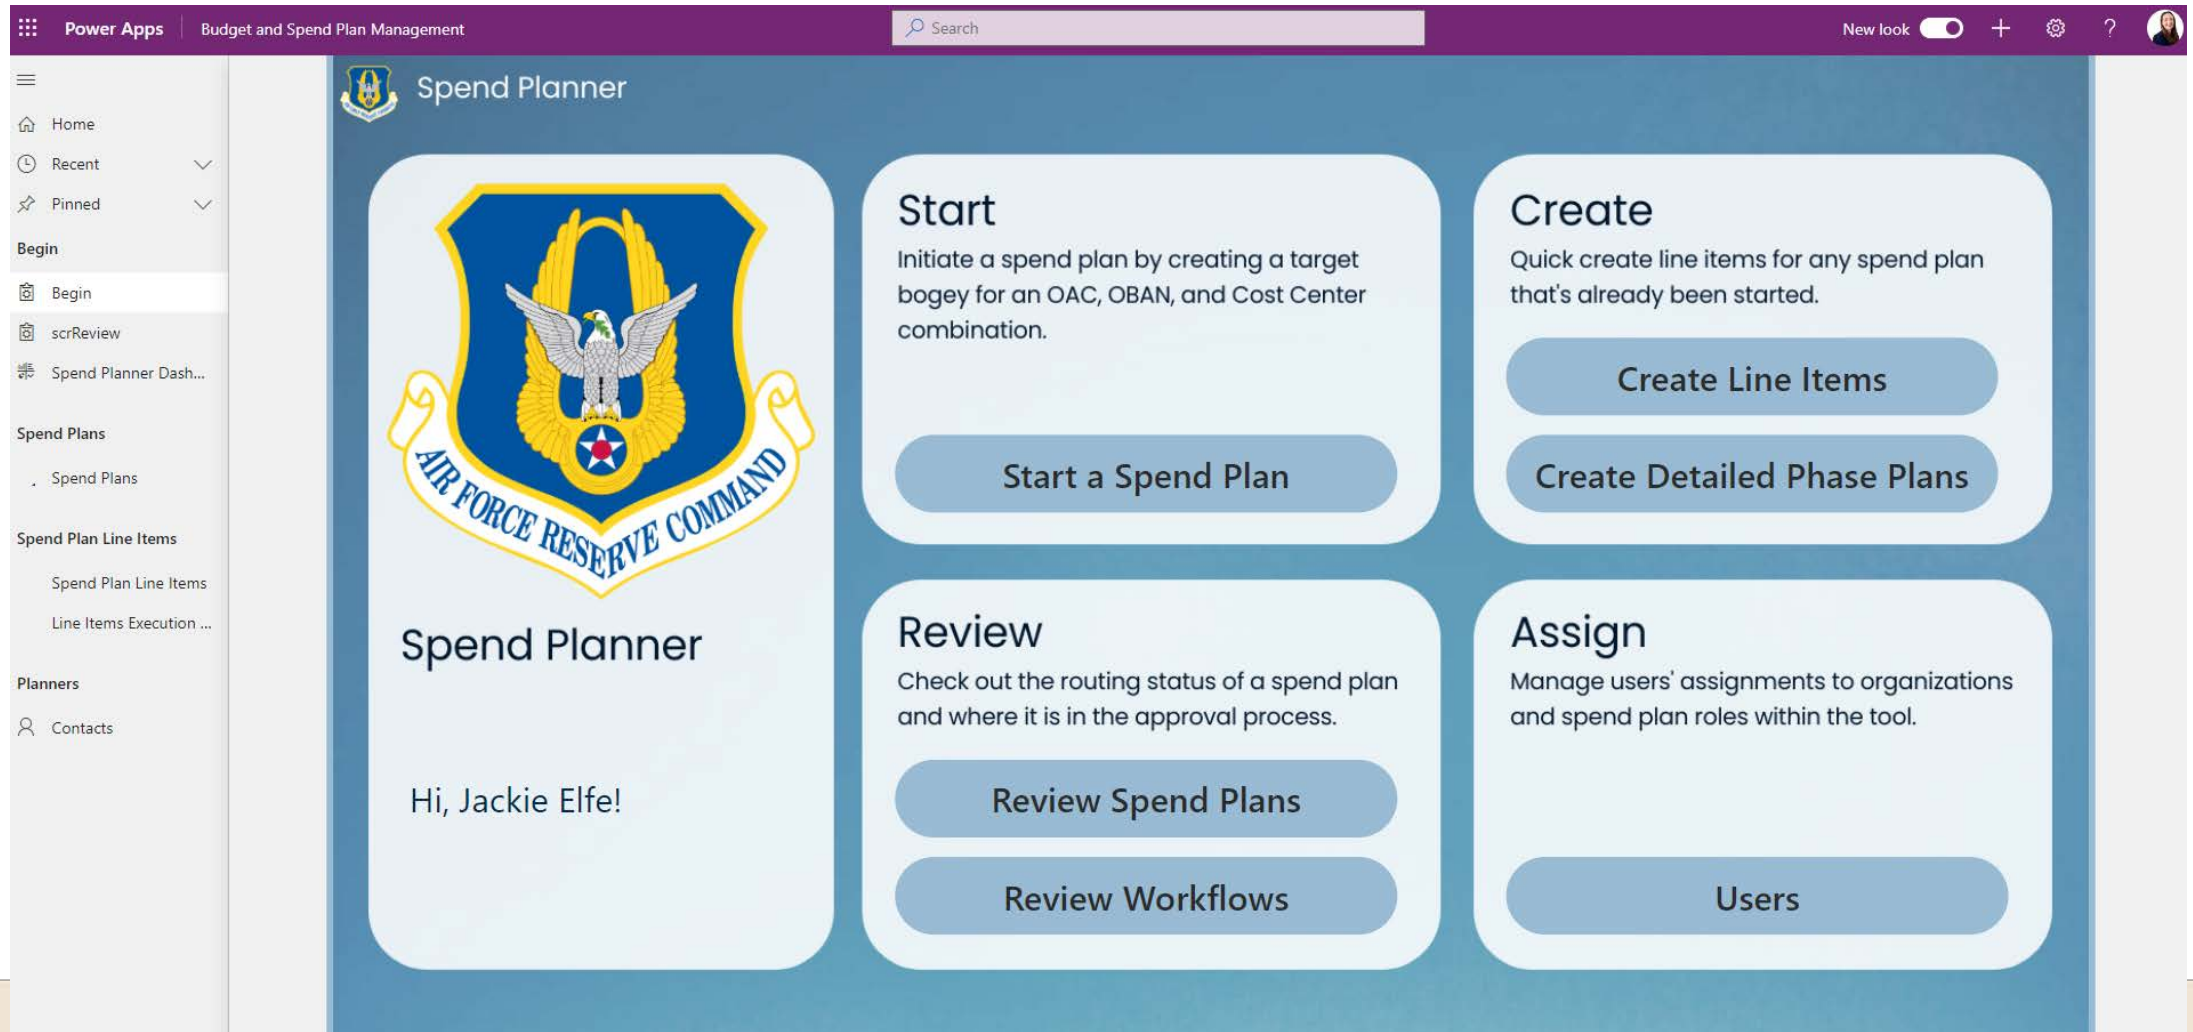 Power Apps
Budget and Spend Plan Management
Search
New look
Home
Recent
Pinned
Begin
Begin
scrReview
Spend Planner Dash...
Spend Plans
Spend Plans
Spend Plan Line Items
Spend Plan Line Items
Line Items Execution ...
Planners
Contacts
Spend Planner
AIR FORCE RESERVE COMMAND
Spend Planner
Hi, Jackie Elfe!
Start
Initiate a spend plan by creating a target
bogey for an OAC, OBAN, and Cost Center
combination.
Start a Spend Plan
Create
Quick create line items for any spend plan
that's already been started.
Create Line Items
Create Detailed Phase Plans
Review
Check out the routing status of a spend plan
and where it is in the approval process.
Review Spend Plans
Review Workflows
Assign
Manage users' assignments to organizations
and spend plan roles within the tool.
Users